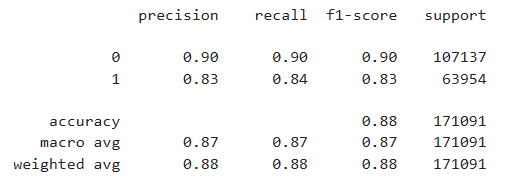 precision recall f1-score support
0 0.90 0.90 0.90 107137
1 0.83 0.84 0.83 63954
accuracy 0.88 171091
macro avg 0.87 0.87 0.87 171091
weighted avg 0.88 0.88 0.88 171091